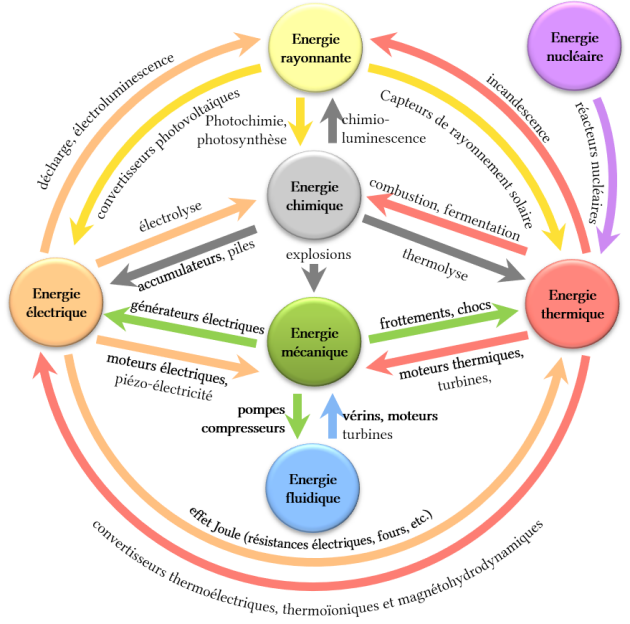 Energie
rayonnante
Energie
nucléaire
décharge, électroluminescence
convertisseurs photovoltaïques
Photochimie,
photosynthèse
chimio-
luminescence
Capteurs de rayonnement solaire
incandescence
réacteurs nucléaires
Energie
chimique
électrolyse
accumulateurs, piles
combustion, fermentation
thermolyse
explosions
Energie
électrique
Energie
thermique
générateurs électriques
Energie
mécanique
frottements, chocs
moteurs électriques,
piézo-électricité
moteurs thermiques,
turbines,
pompes
compresseurs
vérins, moteurs
turbines
Energie
fluidique
effet Joule (résistances électriques, fours, etc.)
convertisseurs thermoélectriques, thermoïoniques et magnétohydrodynamiques